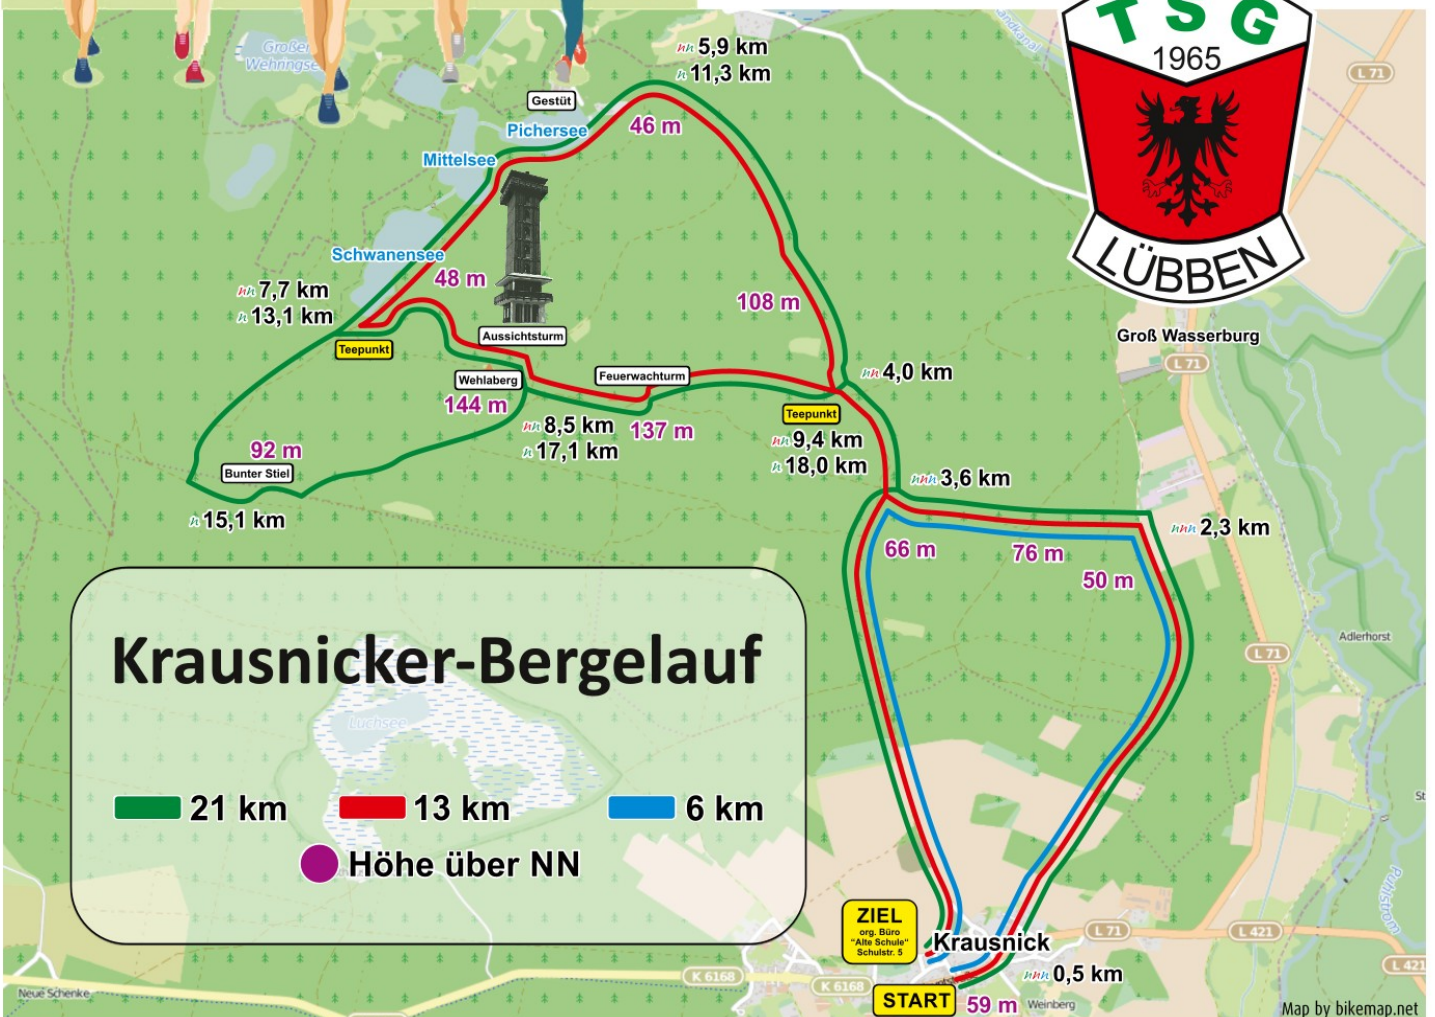 TSG
1965
LÜBBEN
L 71
Großer
Wehringsee
5,9 km
11,3 km
Gestüt
Pichersee
46 m
Mittelsee
Schwanensee
48 m
7,7 km
13,1 km
108 m
Aussichtsturm
Teepunkt
Groß Wasserburg
L 71
Wehlaberg
Feuerwachturm
4,0 km
144 m
Teepunkt
8,5 km
17,1 km
137 m
9,4 km
18,0 km
92 m
Bunter Stiel
3,6 km
15,1 km
2,3 km
66 m
76 m
50 m
Adlerhorst
L 71
Krausnicker-Bergelauf
Luchsee
21 km
13 km
6 km
Höhe über NN
ZIEL
org. Büro
"Alte Schule"
Schulstr. 5
Krausnick
L 71
L 421
L 421
K 6168
K 6168
0,5 km
START
59 m
Weinberg
Neue Schenke
Map by bikemap.net